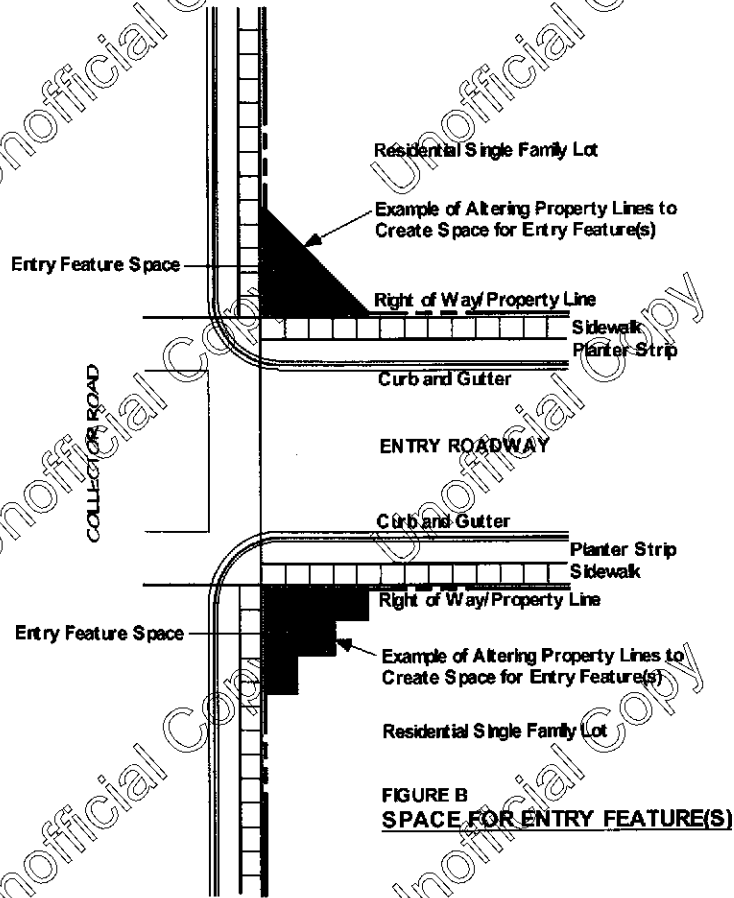 Unofficial Copy
Unofficial Copy
Residential Single Family Lot
Example of Altering Property Lines to
Create Space for Entry Feature(s)
Entry Feature Space
Right of Way/Property Line
Sidewalk
Planter Strip
Curb and Gutter
COLLECTOR ROAD
ENTRY ROADWAY
Unofficial Copy
Unofficial Copy
Curb and Gutter
Planter Strip
Sidewalk
Right of Way/Property Line
Entry Feature Space
Example of Altering Property Lines to
Create Space for Entry Feature(s)
Residential Single Family Lot
Unofficial Copy
Unofficial Copy
FIGURE B
SPACE FOR ENTRY FEATURE(S)